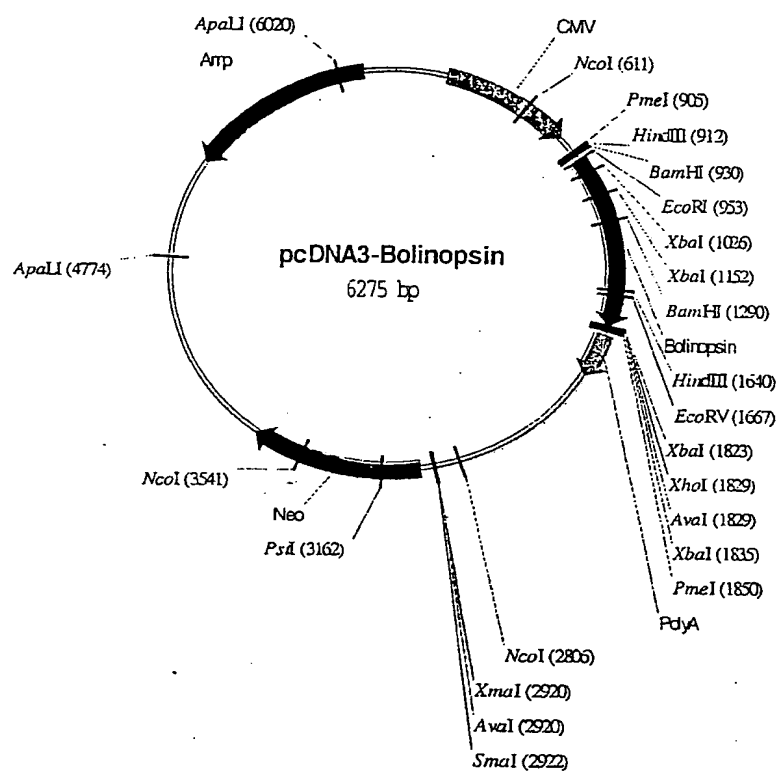 CMV
ApaLI (6020)
Amp
NcoI (611)
PmeI (905)
HindIII (912)
BamHI (930)
EcoRI (953)
XbaI (1026)
XbaI (1152)
BamHI (1290)
Bolinopsin
HindIII (1640)
EcoRV (1667)
XbaI (1823)
XhoI (1829)
AvaI (1829)
XbaI (1835)
PmeI (1850)
PolyA
ApaLI (4774)
pcDNA3-Bolinopsin
6275 bp
NcoI (3541)
Neo
PstI (3162)
NcoI (2806)
XmaI (2920)
AvaI (2920)
SmaI (2922)